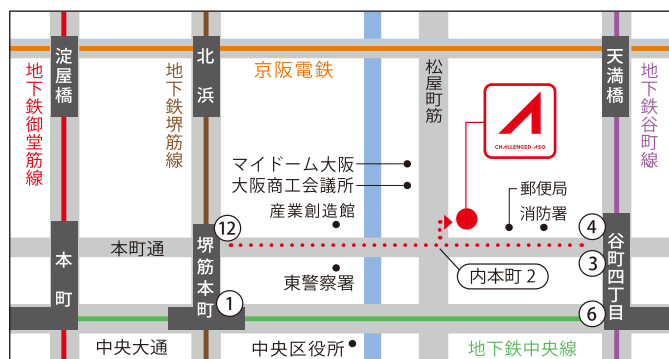 淀屋橋
北浜
天満橋
京阪電鉄
松屋町筋
地下鉄御堂筋線
地下鉄堺筋線
地下鉄谷町線
CHALLENGED ASO
マイドーム大阪
大阪商工会議所
産業創造館
郵便局
消防署
12
4
本町通
本町
堺筋本町
谷町四丁目
3
東警察署
内本町 2
1
6
中央大通
中央区役所
地下鉄中央線